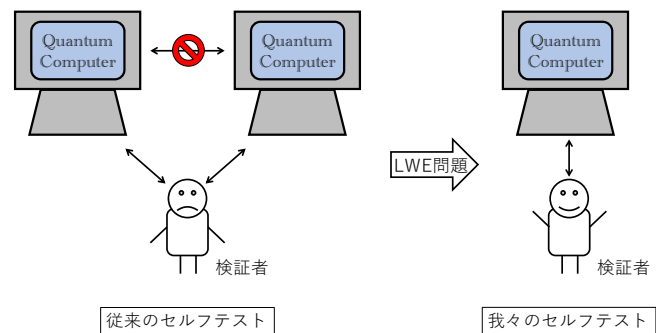 Quantum
Computer
Quantum
Computer
Quantum
Computer
LWE問題
検証者
検証者
従来のセルフテスト
我々のセルフテスト